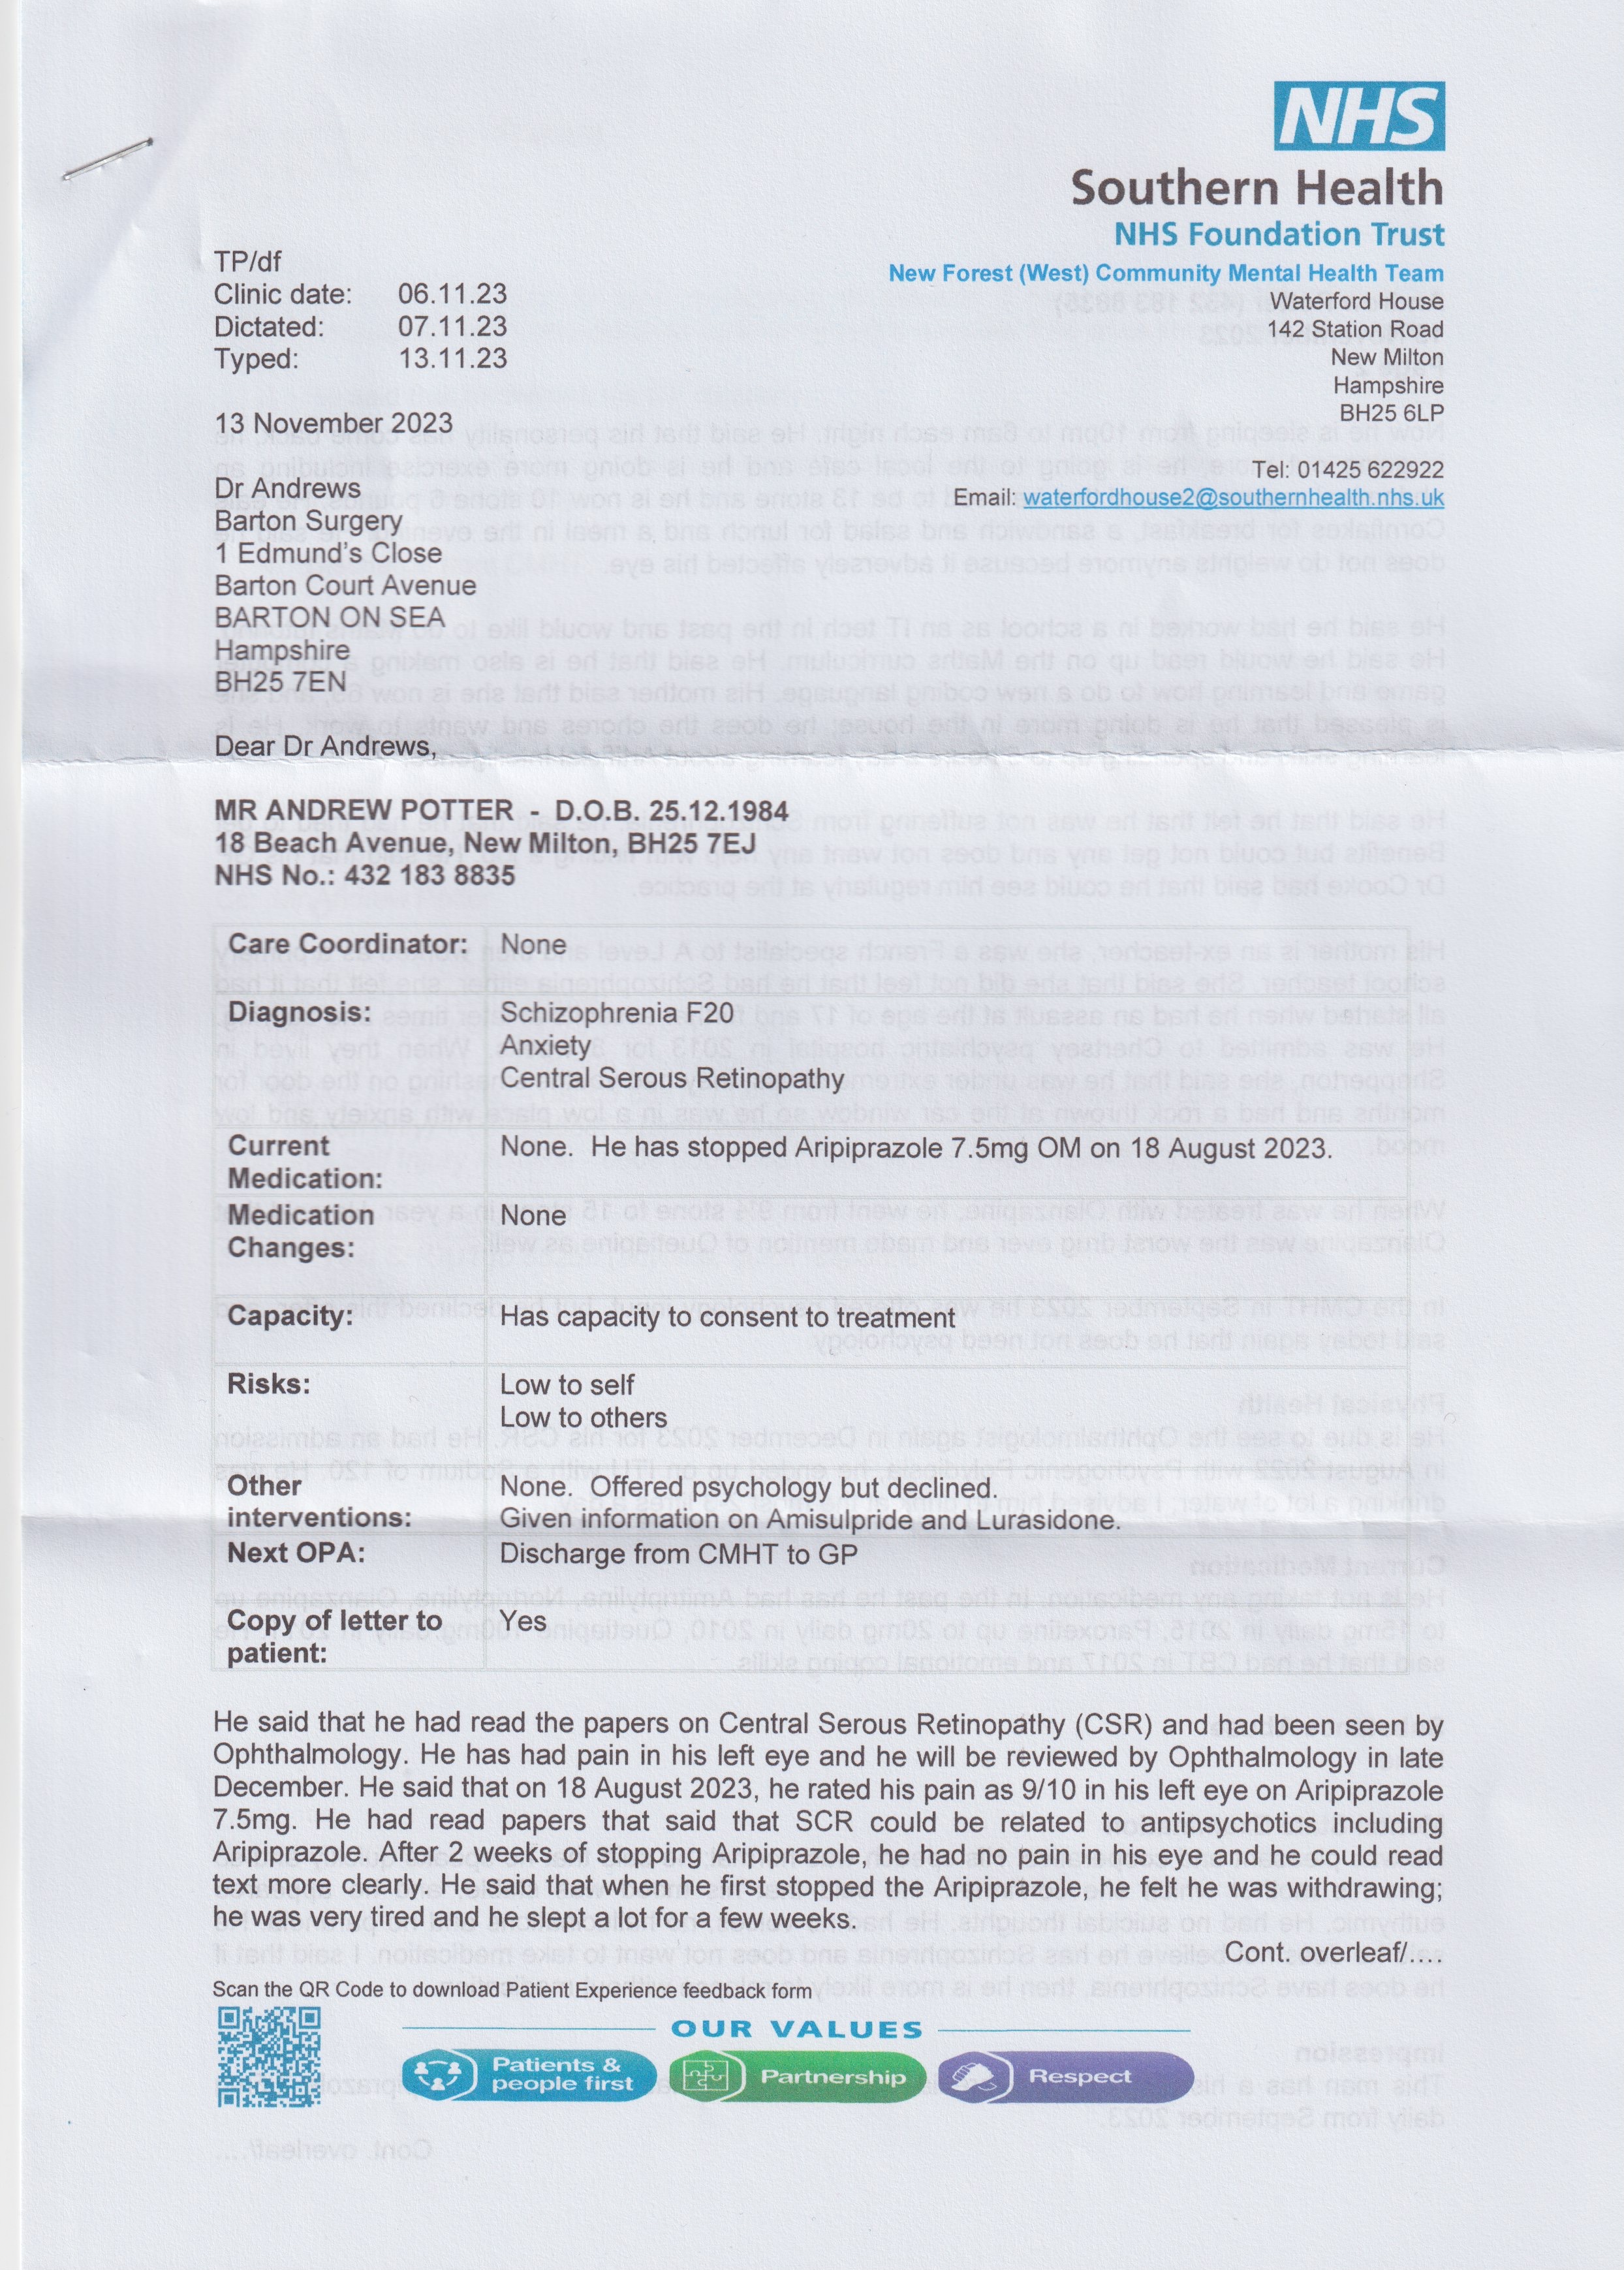 NHS
Southern Health
NHS Foundation Trust
New Forest (West) Community Mental Health Team
Waterford House
142 Station Road
New Milton
Hampshire
BH25 6LP
Tel: 01425 622922
Email: waterfordhouse2@southernhealth.nhs.uk
TP/df
Clinic date: 06.11.23
Dictated: 07.11.23
Typed: 13.11.23
13 November 2023
Dr Andrews
Barton Surgery
1 Edmund's Close
Barton Court Avenue
BARTON ON SEA
Hampshire
BH25 7EN
Dear Dr Andrews,
MR ANDREW POTTER - D.O.B. 25.12.1984
18 Beach Avenue, New Milton, BH25 7EJ
NHS No.: 432 183 8835
Care Coordinator: None
Diagnosis: Schizophrenia F20
Anxiety
Central Serous Retinopathy
Current Medication: None. He has stopped Aripiprazole 7.5mg OM on 18 August 2023.
Medication Changes: None
Capacity: Has capacity to consent to treatment
Risks: Low to self
Low to others
Other interventions: None. Offered psychology but declined.
Given information on Amisulpride and Lurasidone.
Next OPA: Discharge from CMHT to GP
Copy of letter to patient: Yes
He said that he had read the papers on Central Serous Retinopathy (CSR) and had been seen by
Ophthalmology. He has had pain in his left eye and he will be reviewed by Ophthalmology in late
December. He said that on 18 August 2023, he rated his pain as 9/10 in his left eye on Aripiprazole
7.5mg. He had read papers that said that SCR could be related to antipsychotics including
Aripiprazole. After 2 weeks of stopping Aripiprazole, he had no pain in his eye and he could read
text more clearly. He said that when he first stopped the Aripiprazole, he felt he was withdrawing;
he was very tired and he slept a lot for a few weeks.
Cont. overleaf/....
Scan the QR Code to download Patient Experience feedback form
OUR VALUES
Patients & people first
Partnership
Respect